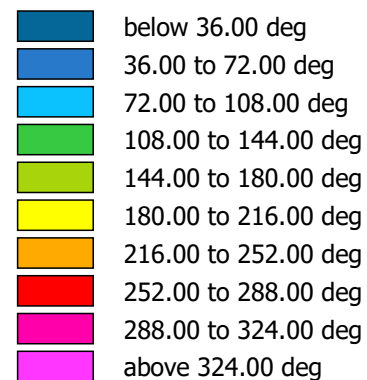 below 36.00 deg
36.00 to 72.00 deg
72.00 to 108.00 deg
108.00 to 144.00 deg
144.00 to 180.00 deg
180.00 to 216.00 deg
216.00 to 252.00 deg
252.00 to 288.00 deg
288.00 to 324.00 deg
above 324.00 deg